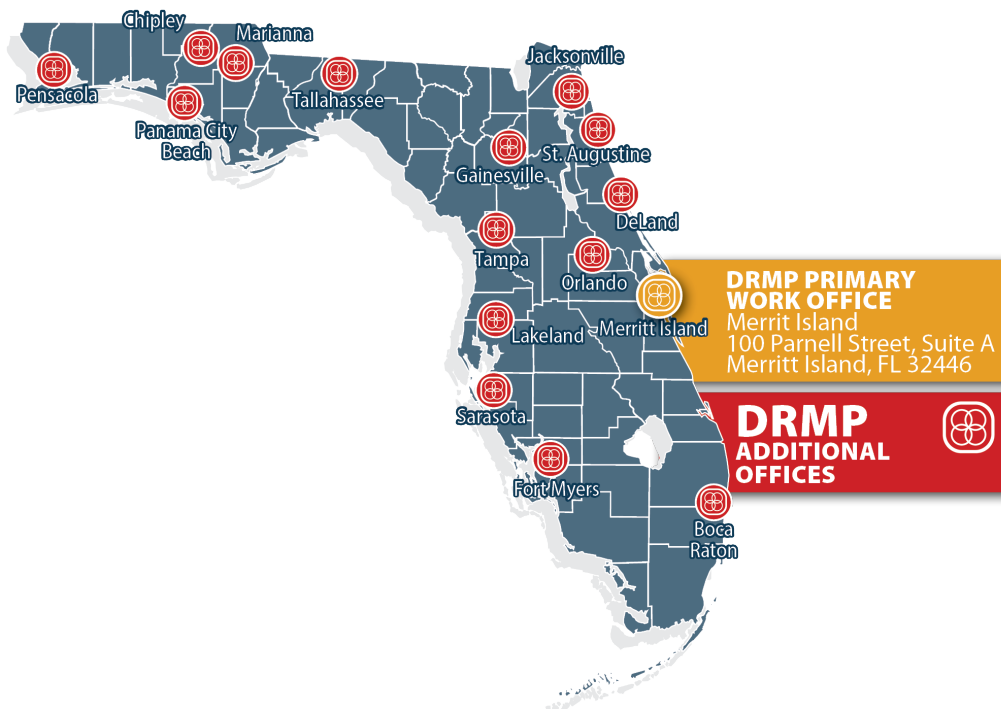 Chipley
Marianna
Jacksonville
Pensacola
Tallahassee
Panama City
Beach
St. Augustine
Gainesville
DeLand
Tampa
Orlando
DRMP PRIMARY
WORK OFFICE
Merrit Island
100 Parnell Street, Suite A
Merritt Island, FL 32446
Lakeland
Merritt Island
Sarasota
DRMP
ADDITIONAL
OFFICES
Fort Myers
Boca
Raton